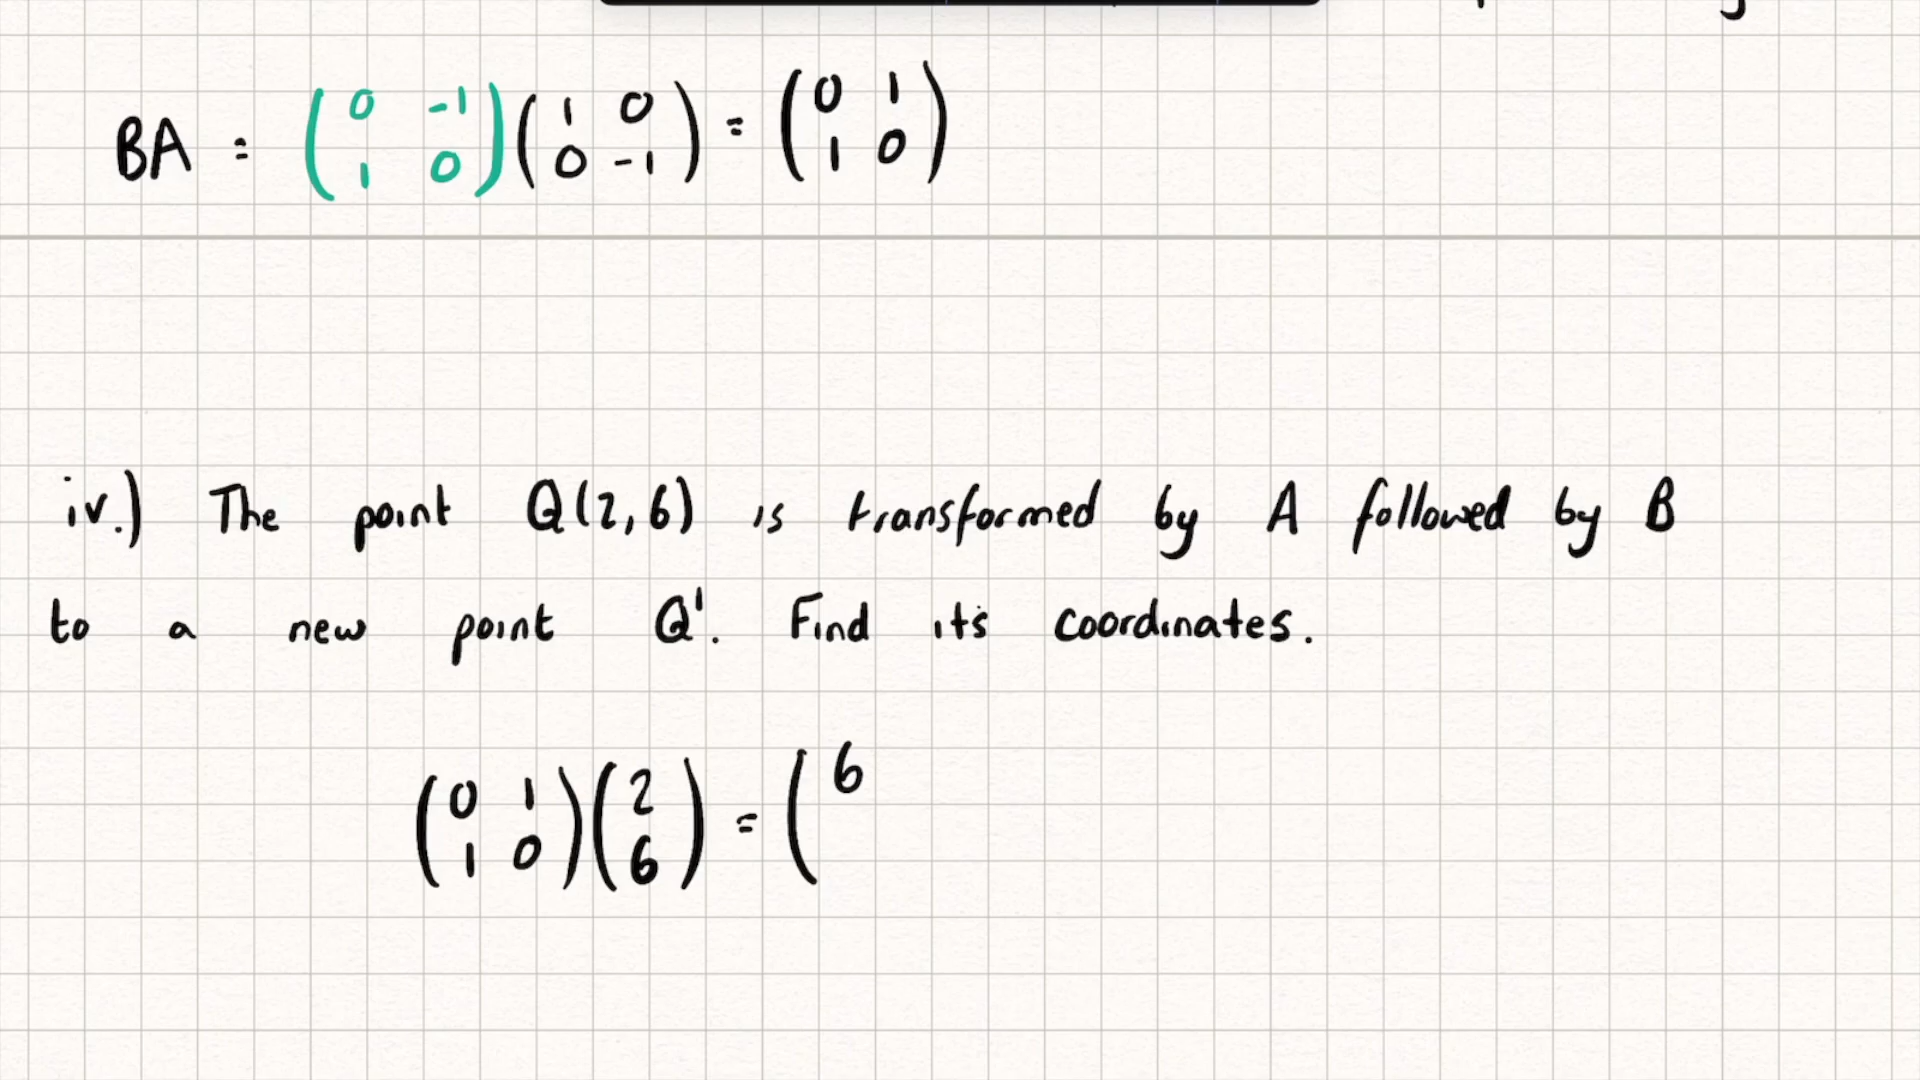 BA = (0 -1) (1 0) = (0 1)
(1 0) (0 -1) (1 0)
iv.) The point Q(2,6) is transformed by A followed by B
to a new point Q'. Find its coordinates.
(0 1) (2) = ( 6
(1 0) (6)